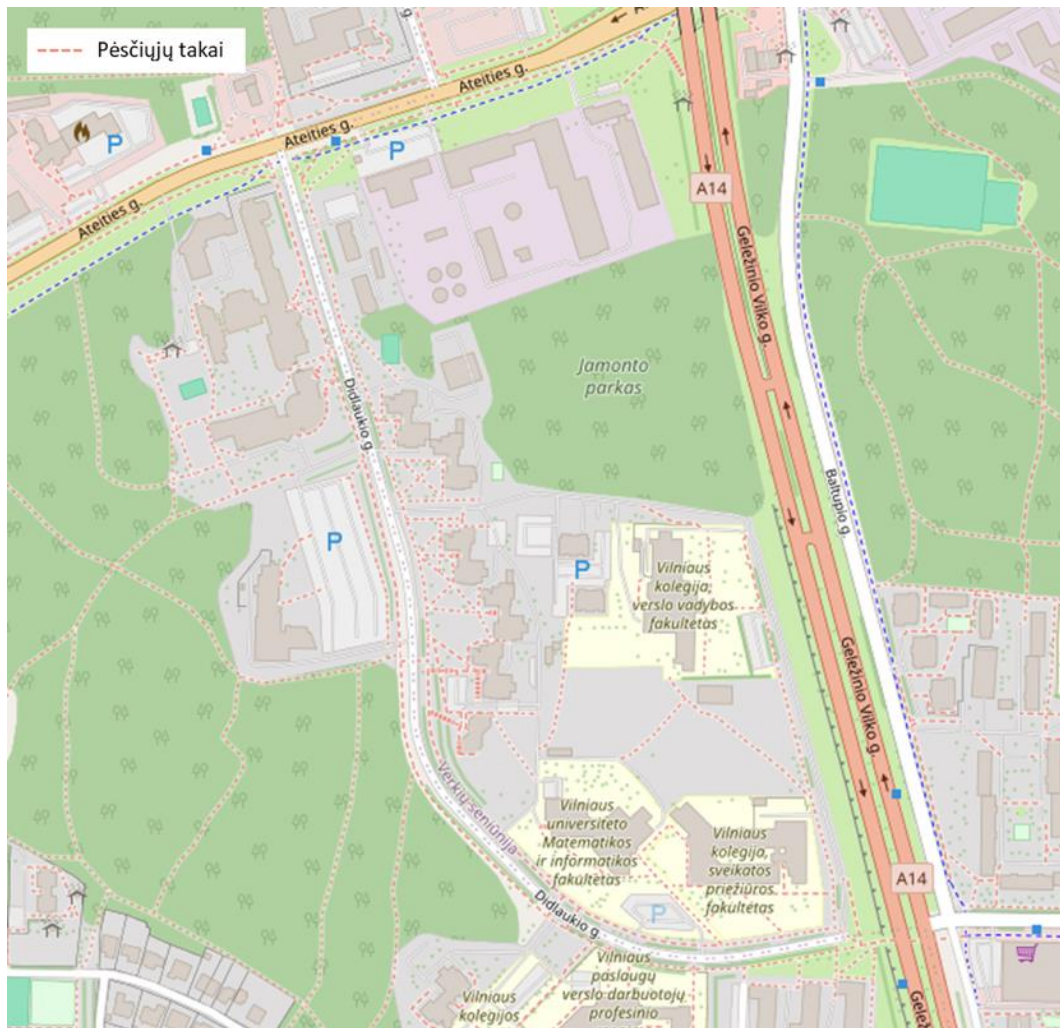 Pėsčiųjų takai
Ateities g.
Ateities g.
Ateities g.
P
P
A14
Geležinio Vilko g.
Jamonto
parkas
Didlaukio g.
Baltupio g.
P
P
Vilniaus
kolegija,
verslo vadybos
fakultetas
Geležinio Vilko g.
Verkių seniūnija
Vilniaus
universiteto
Matematikos
ir informatikos
fakultetas
Vilniaus
kolegija,
sveikatos
priežiūros
fakultetas
A14
P
Didlaukio g.
Vilniaus
paslaugų
verslo darbuotojų
profesinio
Vilniaus
kolegijos
Gelež